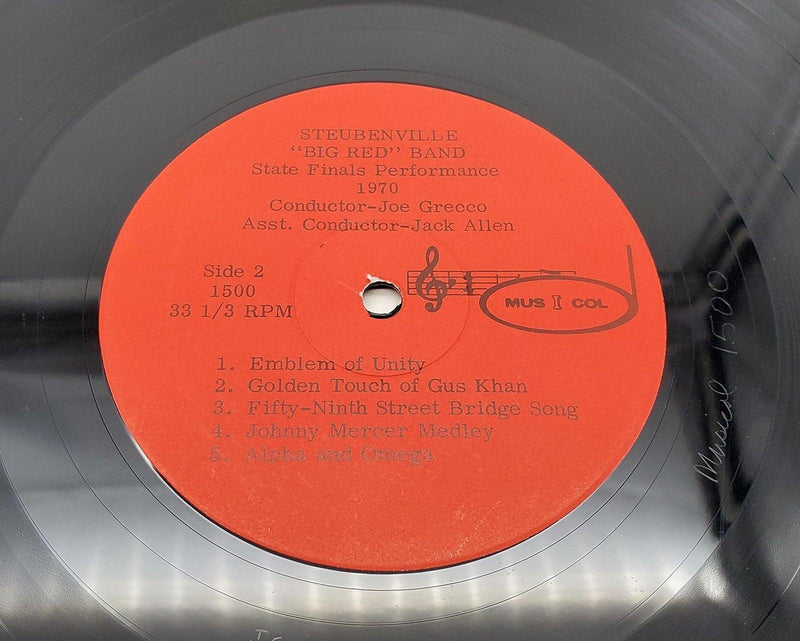 STEUBENVILLE
"BIG RED" BAND
State Finals Performance
1970
Conductor-Joe Grecco
Asst. Conductor-Jack Allen
Side 2
1500
33 1/3 RPM
MUS I COL
1. Emblem of Unity
2. Golden Touch of Gus Khan
3. Fifty-Ninth Street Bridge Song
4. Johnny Mercer Medley
5. Alpha and Omega
Musicol 1500